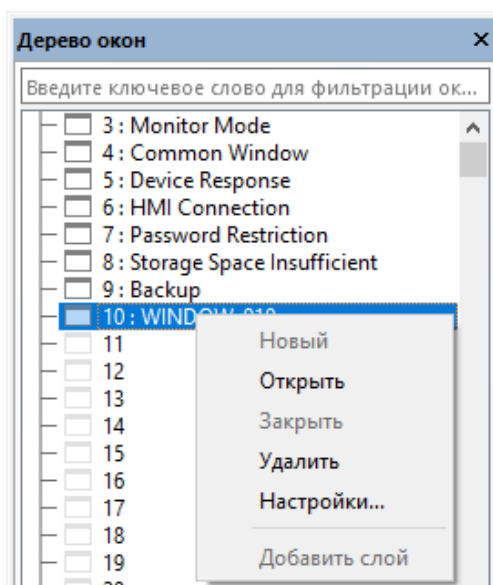 Дерево окон
Введите ключевое слово для фильтрации ок...
3 : Monitor Mode
4 : Common Window
5 : Device Response
6 : HMI Connection
7 : Password Restriction
8 : Storage Space Insufficient
9 : Backup
10 : WINDOW_010
11
12
13
14
15
16
17
18
19
Новый
Открыть
Закрыть
Удалить
Настройки...
Добавить слой